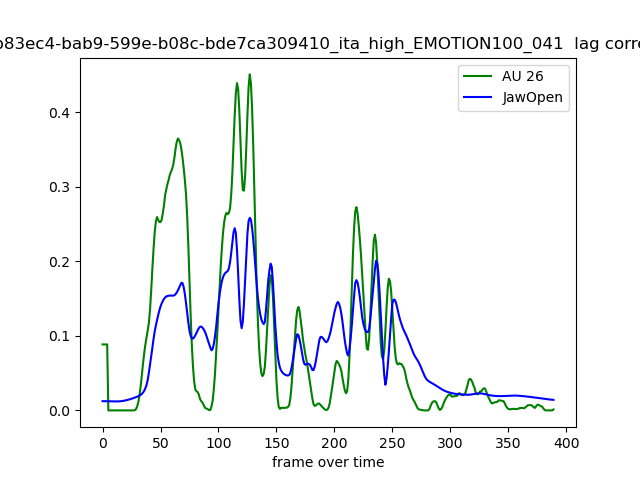 b83ec4-bab9-599e-b08c-bde7ca309410_ita_high_EMOTION100_041 lag corre
AU 26
JawOpen
0.4
0.3
0.2
0.1
0.0
0 50 100 150 200 250 300 350 400
frame over time